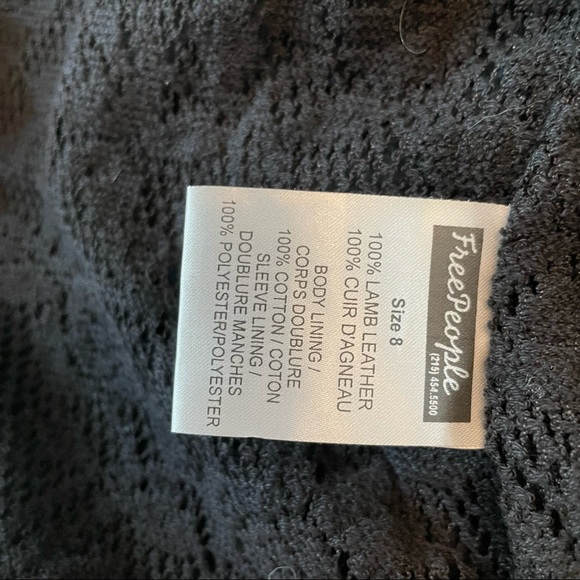 FreePeople
(215) 454.5500
Size 8
100% LAMB LEATHER
100% CUIR D'AGNEAU
BODY LINING /
CORPS DOUBLURE
100% COTTON / COTON
SLEEVE LINING /
DOUBLURE MANCHES
100% POLYESTER/POLYESTER